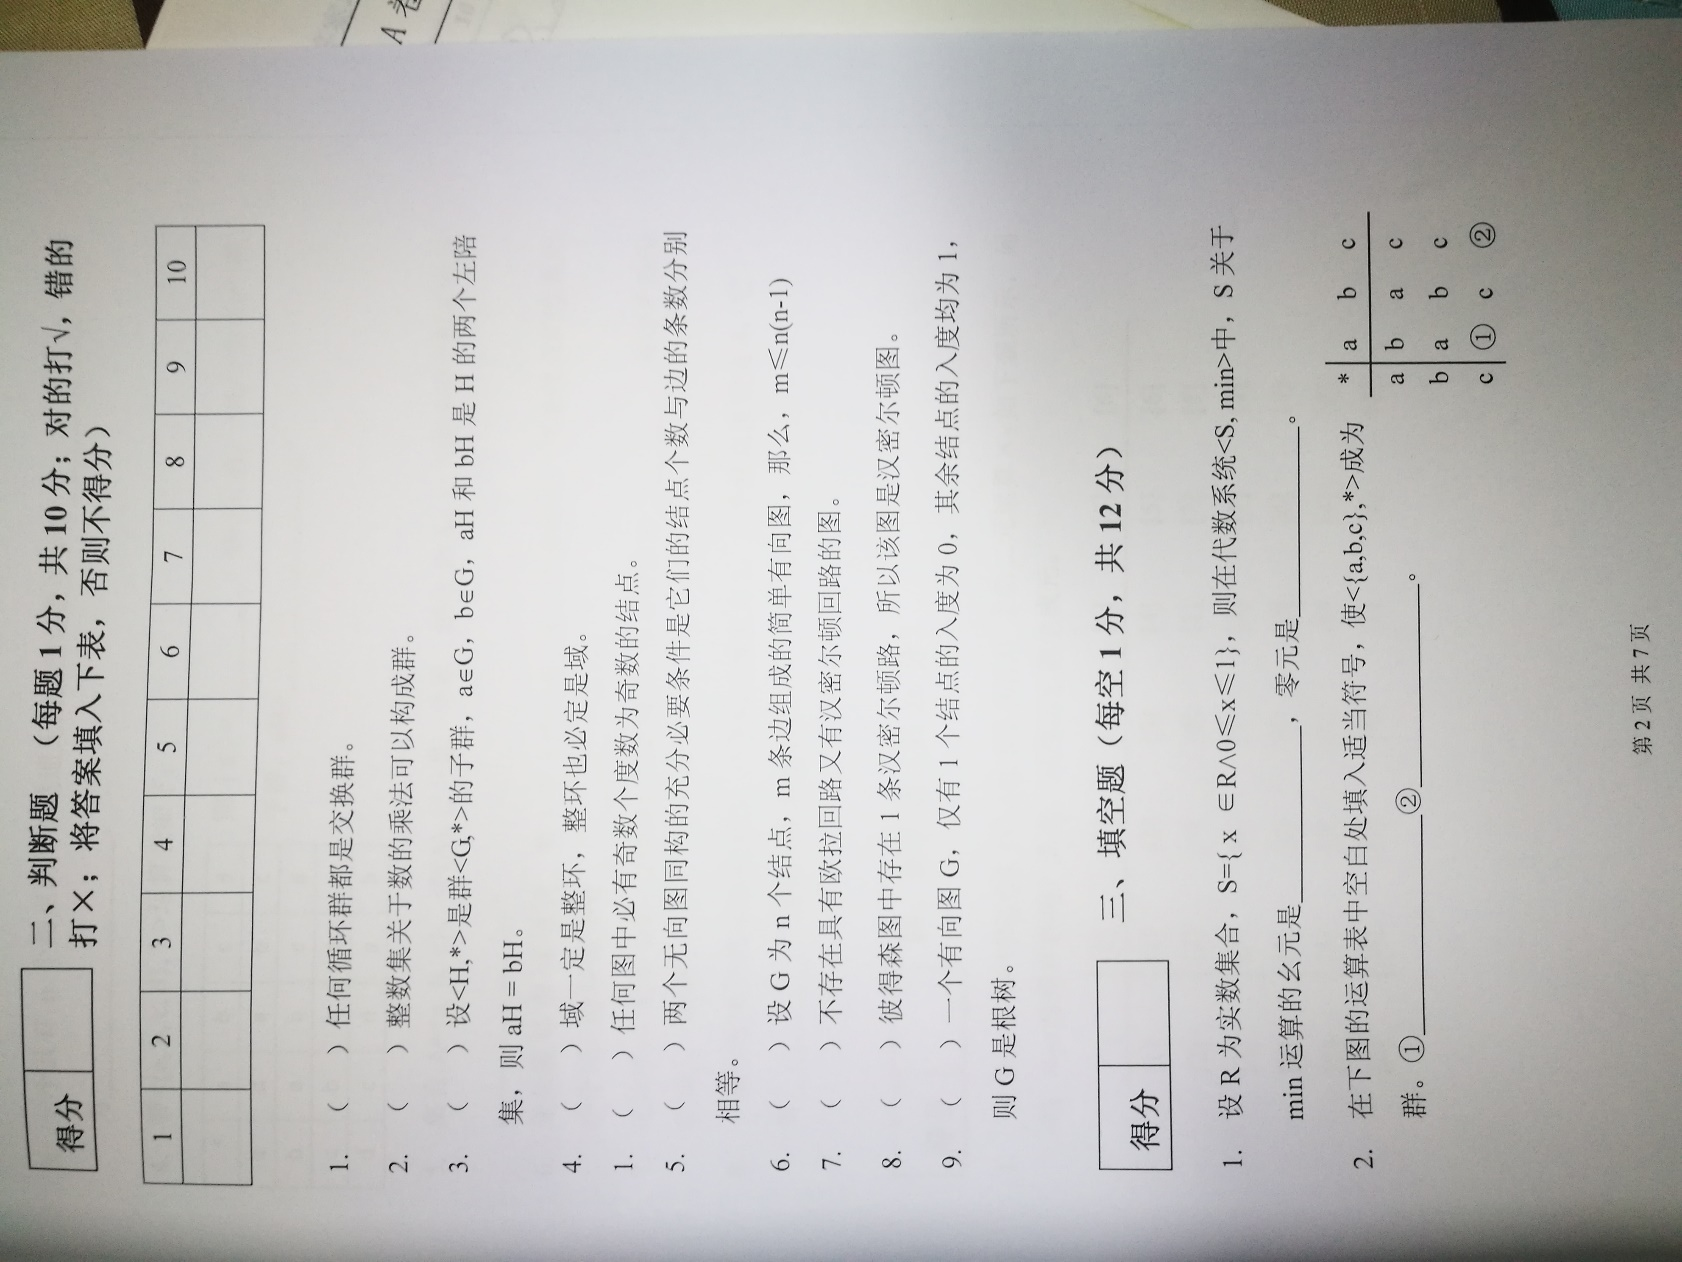 A
得分
二、判断题 （每题 1 分，共 10 分；对的打√，错的
打×；将答案填入下表，否则不得分）
1 2 3 4 5 6 7 8 9 10
1. （ ）任何循环群都是交换群。
2. （ ）整数集关于数的乘法可以构成群。
3. （ ）设<H,*>是群<G,*>的子群，a∈G，b∈G，aH 和 bH 是 H 的两个左陪
集，则 aH = bH。
4. （ ）域一定是整环，整环也必定是域。
1. （ ）任何图中必有奇数个度数为奇数的结点。
5. （ ）两个无向图同构的充分必要条件是它们的结点个数与边的条数分别
相等。
6. （ ）设 G 为 n 个结点，m 条边组成的简单有向图，那么，m≤n(n-1)
7. （ ）不存在具有欧拉回路又有汉密尔顿回路的图。
8. （ ）彼得森图中存在 1 条汉密尔顿路，所以该图是汉密尔顿图。
9. （ ）一个有向图 G，仅有 1 个结点的入度为 0，其余结点的入度均为 1，
则 G 是根树。
得分
三、填空题（每空 1 分，共 12 分）
1. 设 R 为实数集合，S={ x ∈R∧0≤x≤1}，则在代数系统<S, min>中，S 关于
min 运算的幺元是________，零元是________。
2. 在下图的运算表中空白处填入适当符号，使<{a,b,c},*>成为
群。①________②________。
* a b c
a b a c
b a b c
c ① c ②
第 2 页 共 7 页